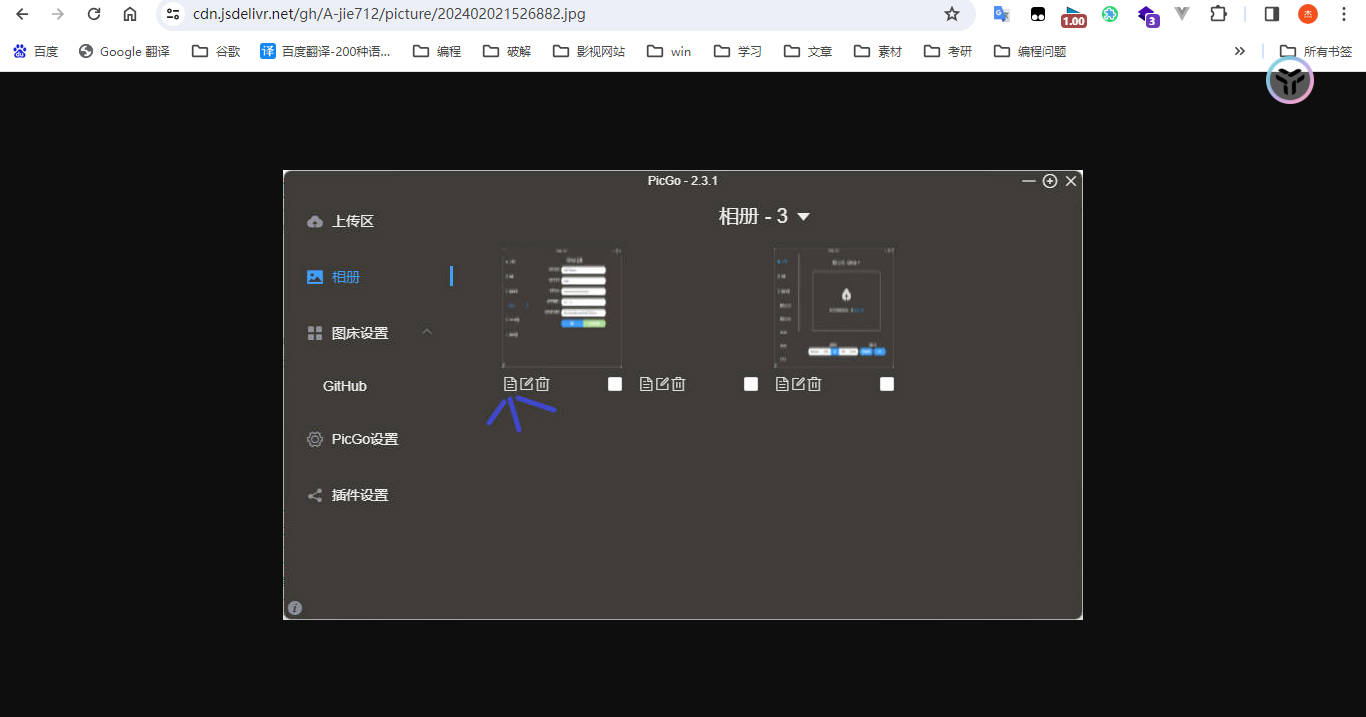 cdn.jsdelivr.net/gh/A-jie712/picture/202402021526882.jpg
1.00
3
杰
百度
Google 翻译
谷歌
译
百度翻译-200种语...
编程
破解
影视网站
win
学习
文章
素材
考研
编程问题
所有书签
PicGo - 2.3.1
上传区
相册 - 3
相册
图床设置
GitHub
PicGo设置
插件设置